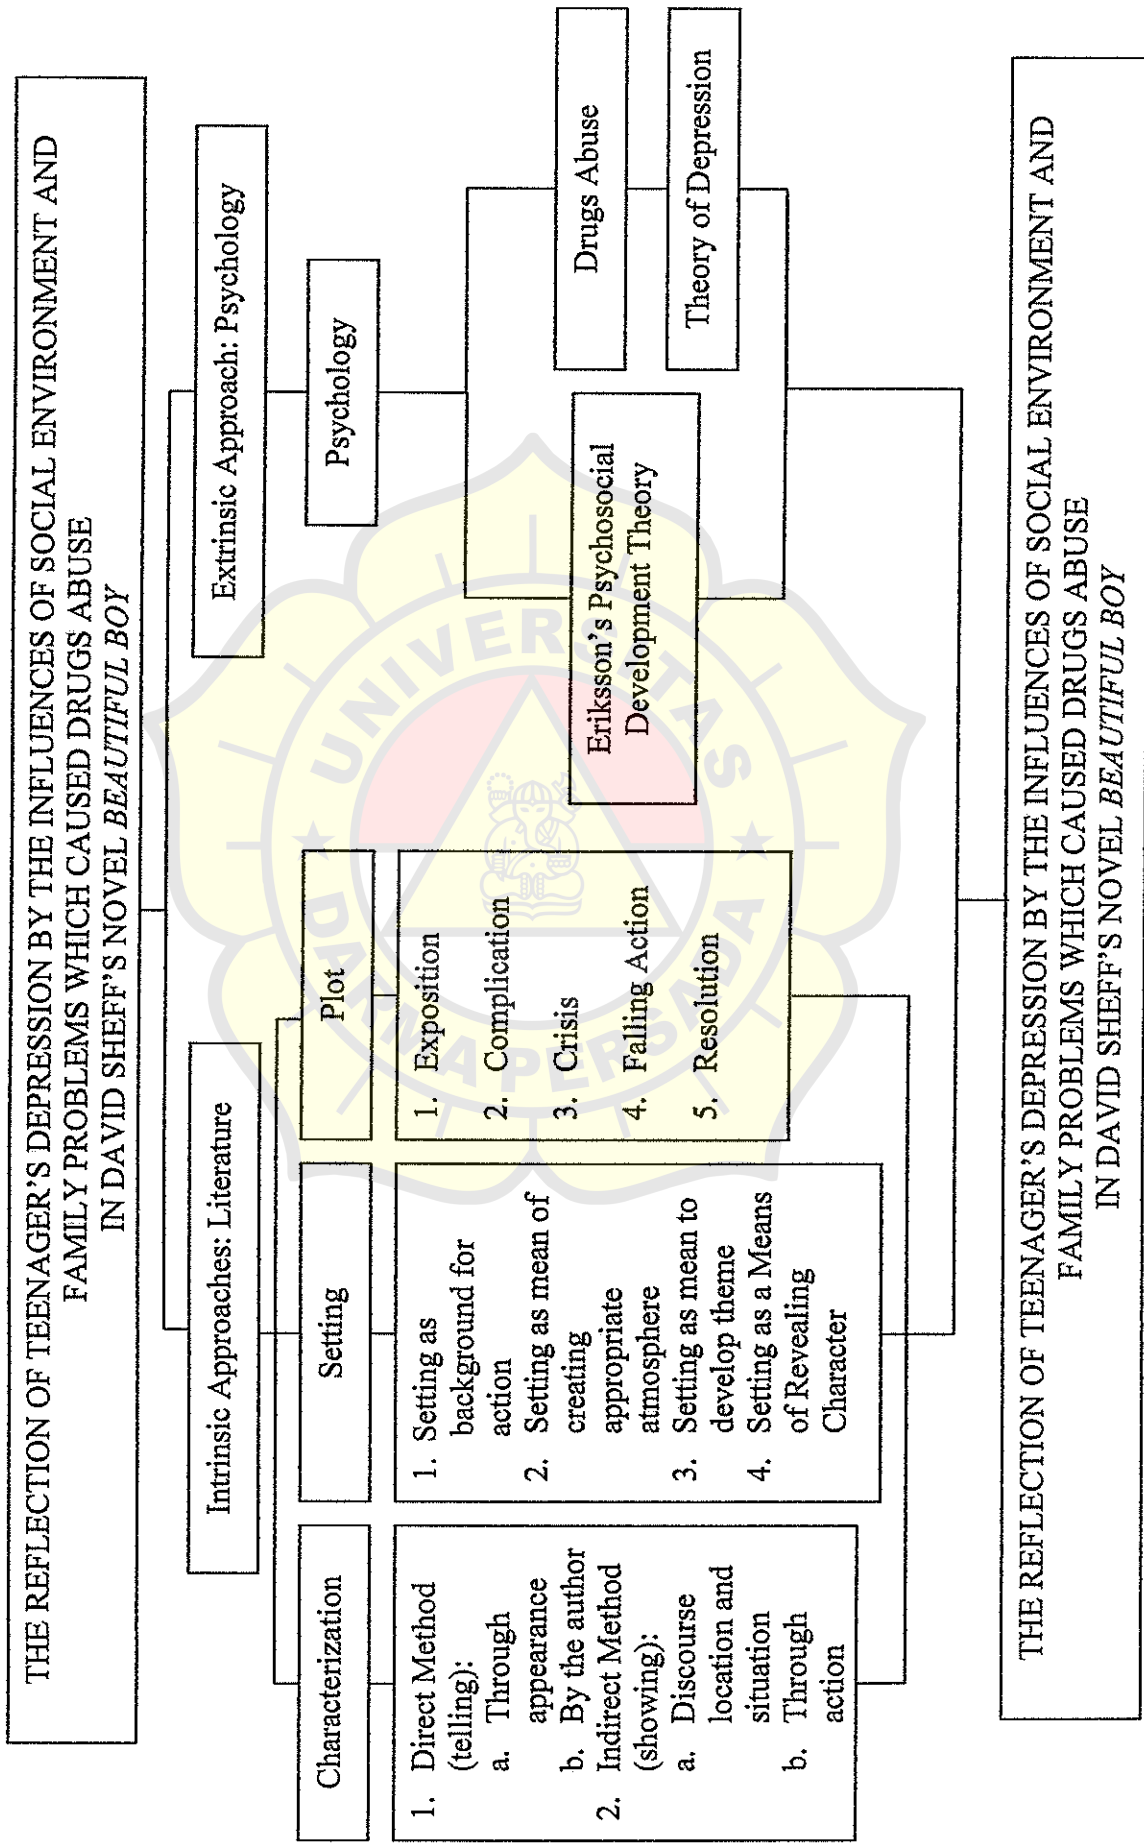 THE REFLECTION OF TEENAGER'S DEPRESSION BY THE INFLUENCES OF SOCIAL ENVIRONMENT AND
FAMILY PROBLEMS WHICH CAUSED DRUGS ABUSE
IN DAVID SHEFF'S NOVEL BEAUTIFUL BOY
Intrinsic Approaches: Literature
Extrinsic Approach: Psychology
Characterization
Setting
Plot
Psychology
1. Direct Method
(telling):
a. Through
appearance
b. By the author
2. Indirect Method
(showing):
a. Discourse
location and
situation
b. Through
action
1. Setting as
background for
action
2. Setting as mean of
creating
appropriate
atmosphere
3. Setting as mean to
develop theme
4. Setting as a Means
of Revealing
Character
1. Exposition
2. Complication
3. Crisis
4. Falling Action
5. Resolution
Eriksson's Psychosocial
Development Theory
Drugs Abuse
Theory of Depression
UNIVERSITAS
DARMA PERSADA
THE REFLECTION OF TEENAGER'S DEPRESSION BY THE INFLUENCES OF SOCIAL ENVIRONMENT AND
FAMILY PROBLEMS WHICH CAUSED DRUGS ABUSE
IN DAVID SHEFF'S NOVEL BEAUTIFUL BOY